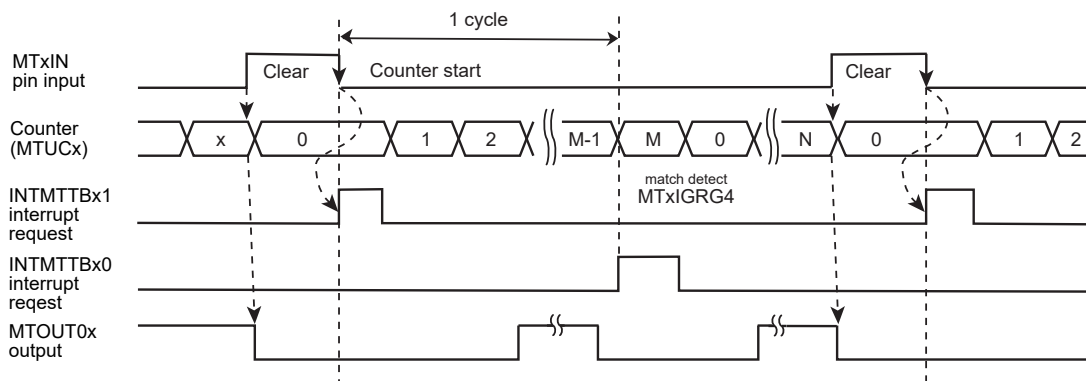 1 cycle
MTxIN
pin input
Clear
Counter start
Clear
Counter
(MTUCx)
x
0
1
2
M-1
M
0
N
0
1
2
match detect
MTxIGRG4
INTMTTBx1
interrupt
request
INTMTTBx0
interrupt
reqest
MTOUT0x
output